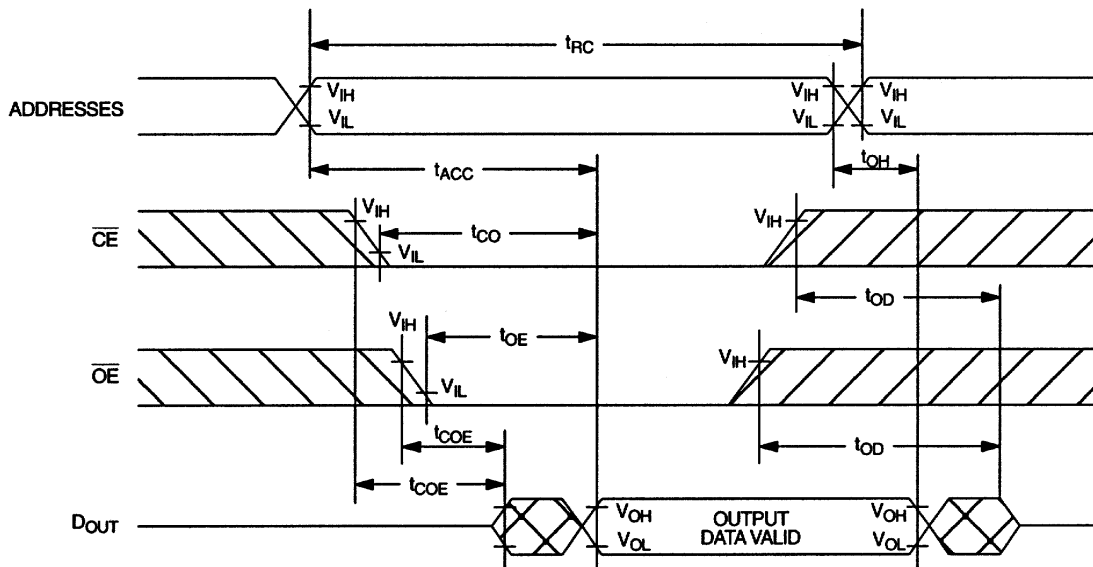 tRC
ADDRESSES
VIH
VIL
VIH
VIL
VIH
VIL
tACC
tOH
CE
VIH
VIL
tCO
VIH
tOD
OE
VIH
VIL
tOE
VIH
tCOE
tOD
tCOE
DOUT
VOH
VOL
OUTPUT
DATA VALID
VOH
VOL